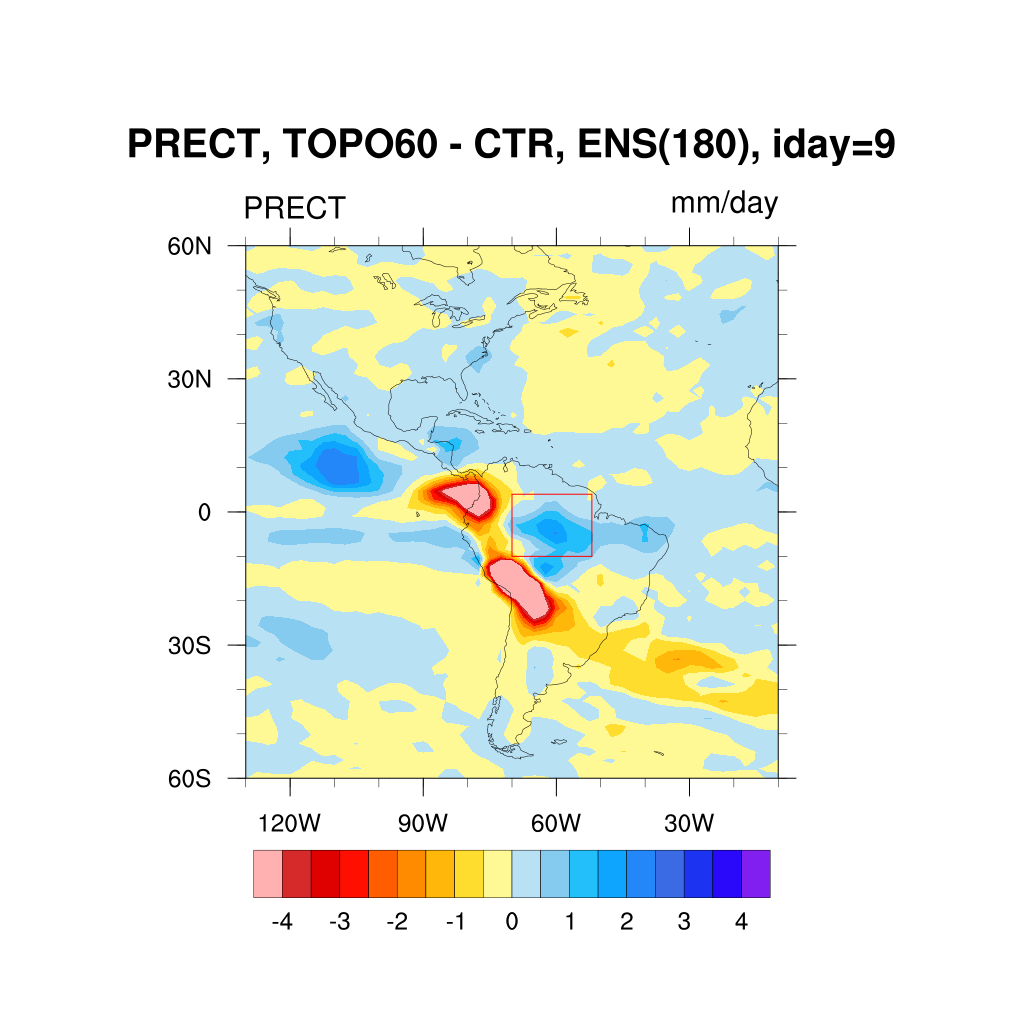 PRECT, TOPO60 - CTR, ENS(180), iday=9
PRECT mm/day
60N
30N
0
30S
60S
120W 90W 60W 30W
-4 -3 -2 -1 0 1 2 3 4